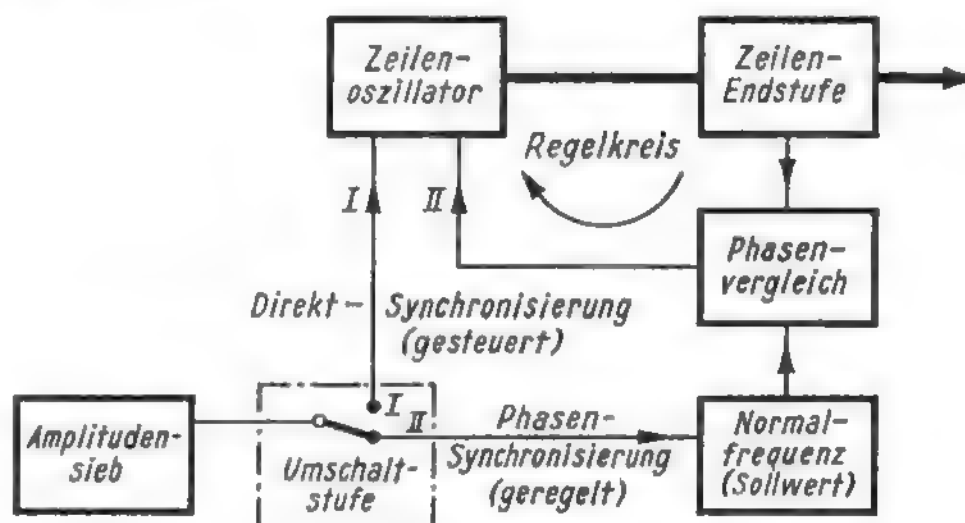 Zeilen-
oszillator
Zeilen-
Endstufe
Regelkreis
I
II
Phasen-
vergleich
Direkt- Synchronisierung
(gesteuert)
Amplituden-
sieb
I
II
Umschalt-
stufe
Phasen-
Synchronisierung
(geregelt)
Normal-
frequenz
(Sollwert)